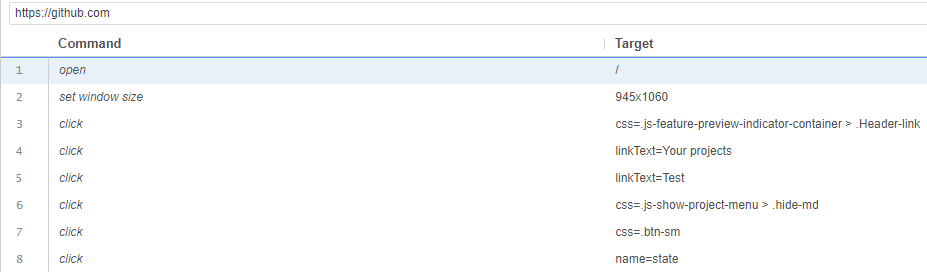 https://github.com
Command Target
1 open /
2 set window size 945x1060
3 click css=.js-feature-preview-indicator-container > .Header-link
4 click linkText=Your projects
5 click linkText=Test
6 click css=.js-show-project-menu > .hide-md
7 click css=.btn-sm
8 click name=state